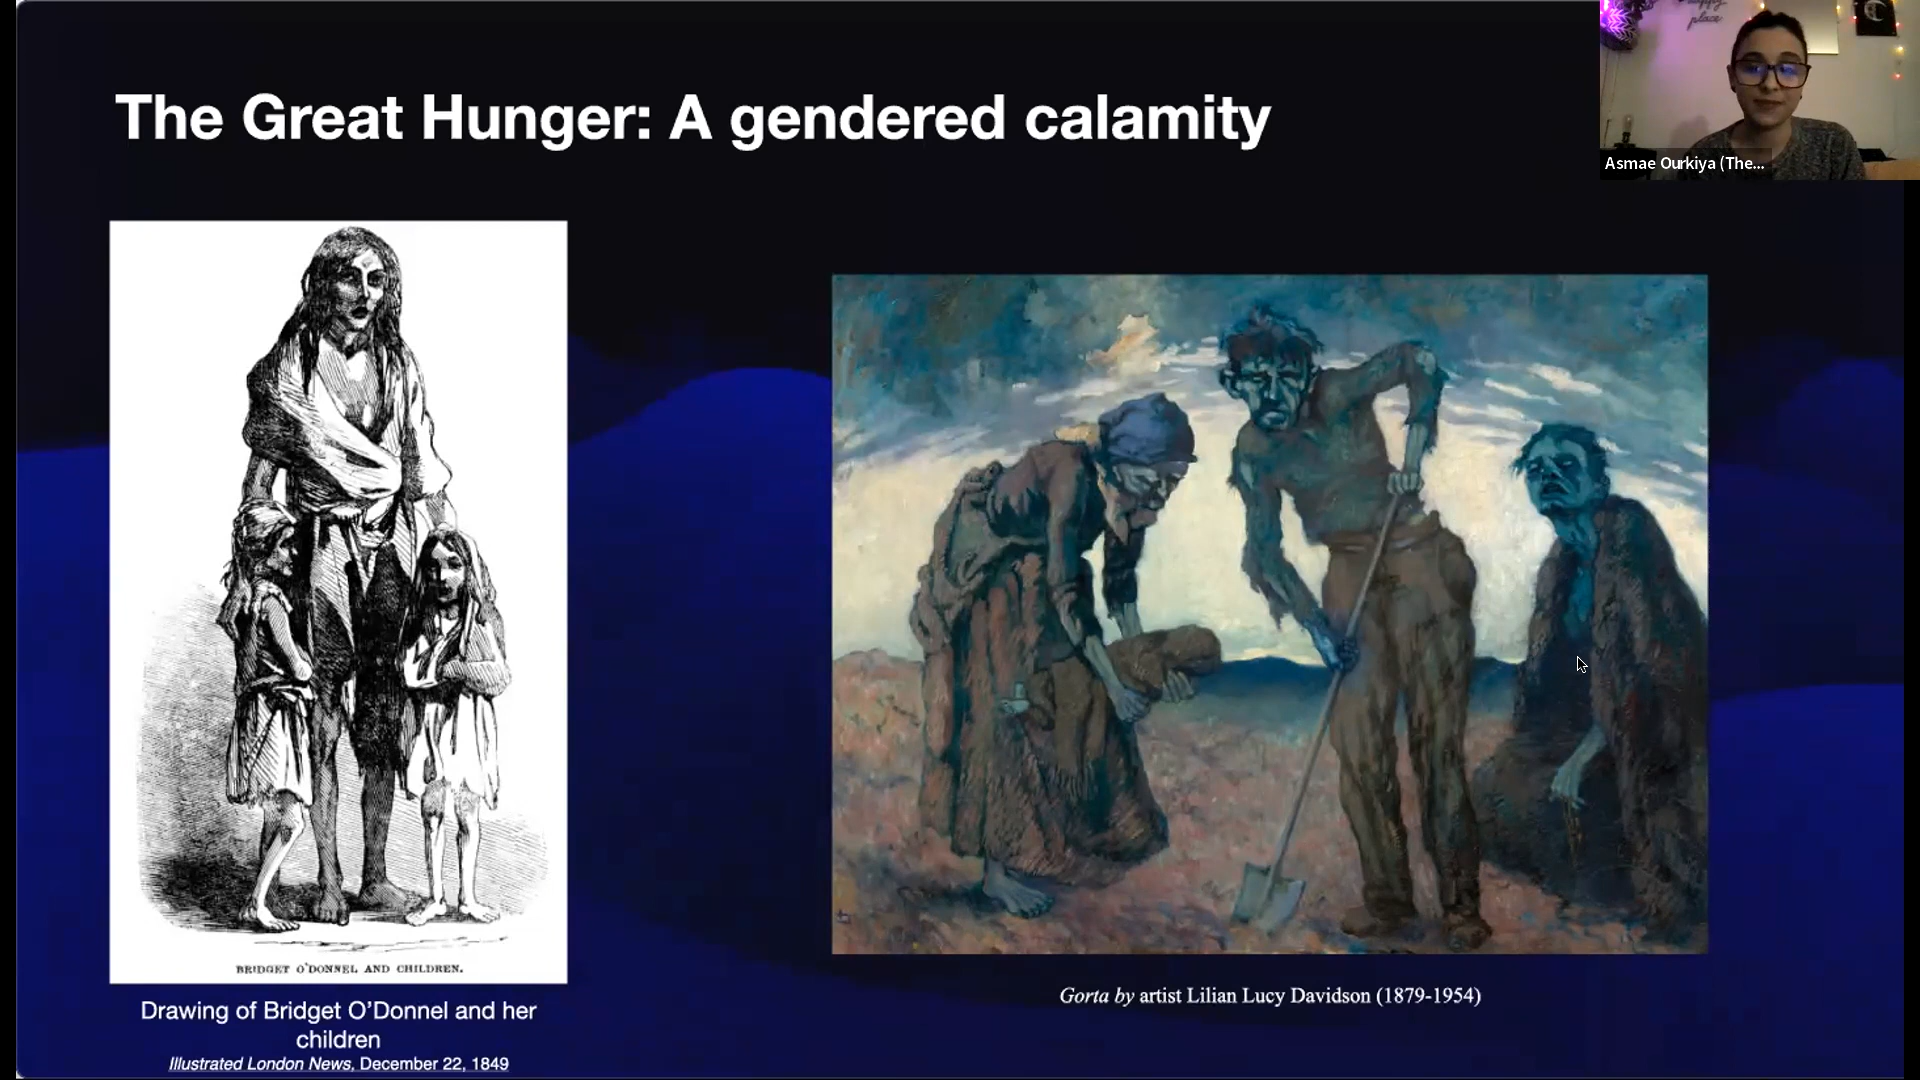 The Great Hunger: A gendered calamity
place
Asmae Ourkiya (The...
BRIDGET O'DONNEL AND CHILDREN.
Drawing of Bridget O'Donnel and her
children
Illustrated London News, December 22, 1849
Gorta by artist Lilian Lucy Davidson (1879-1954)